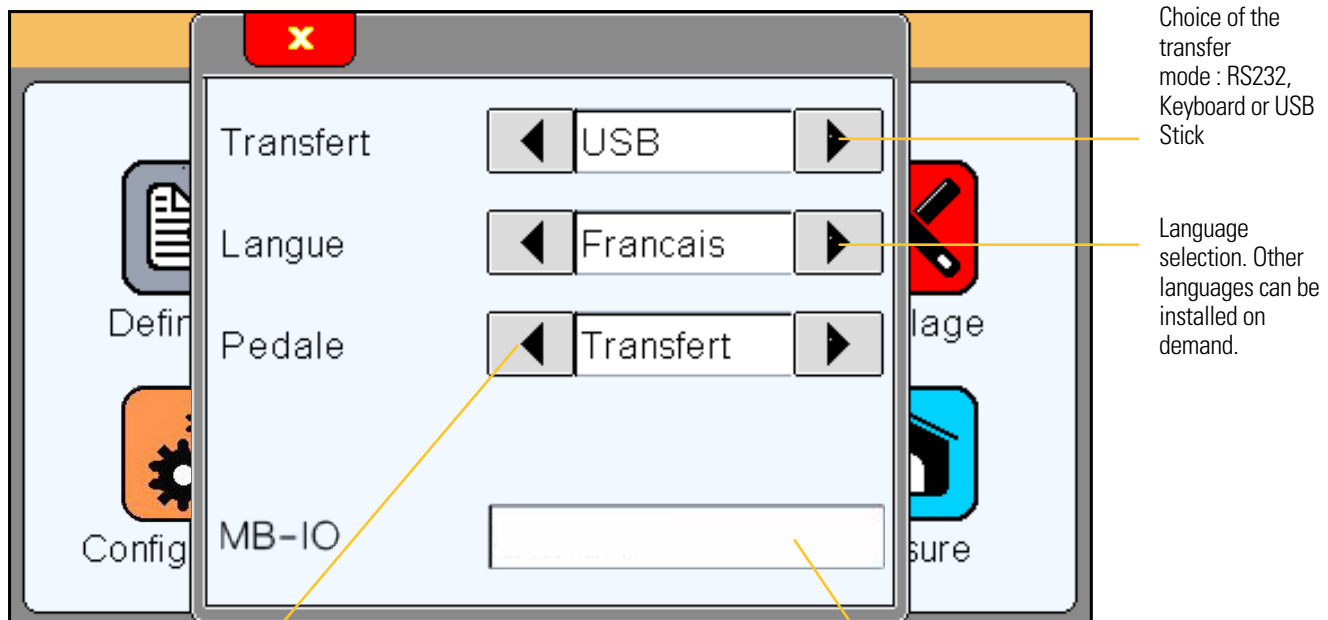 x
Transfert
USB
Langue
Francais
Pedale
Transfert
MB-IO
Defin
lage
Config
sure
Choice of the
transfer
mode : RS232,
Keyboard or USB
Stick
Language
selection. Other
languages can be
installed on
demand.